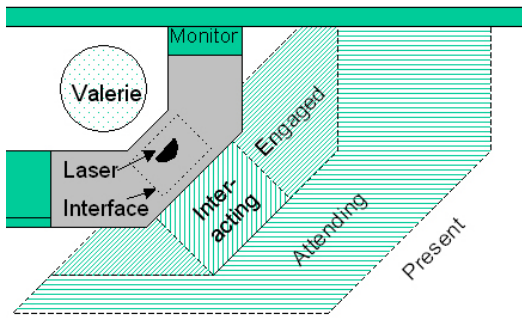 Monitor
Valerie
Engaged
Laser
Interface
Inter-
acting
Attending
Present